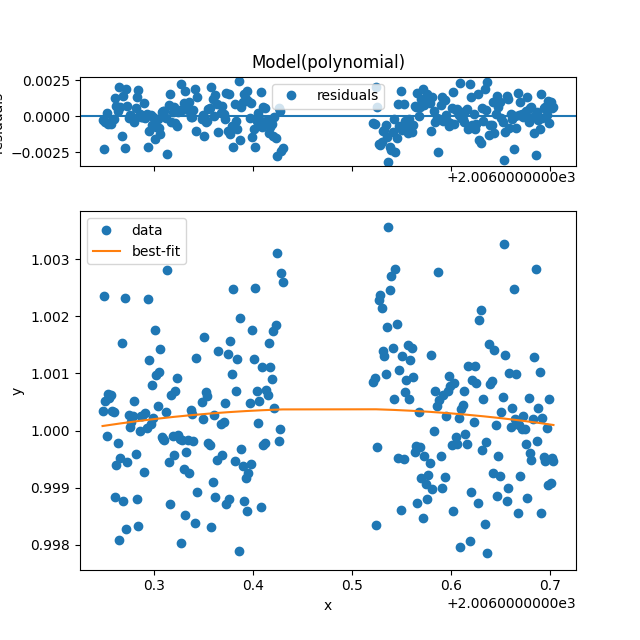 Model(polynomial)
0.0025
0.0000
−0.0025
residuals
+2.0060000000e3
data
best-fit
1.003
1.002
1.001
1.000
0.999
0.998
y
0.3 0.4 0.5 0.6 0.7
x
+2.0060000000e3